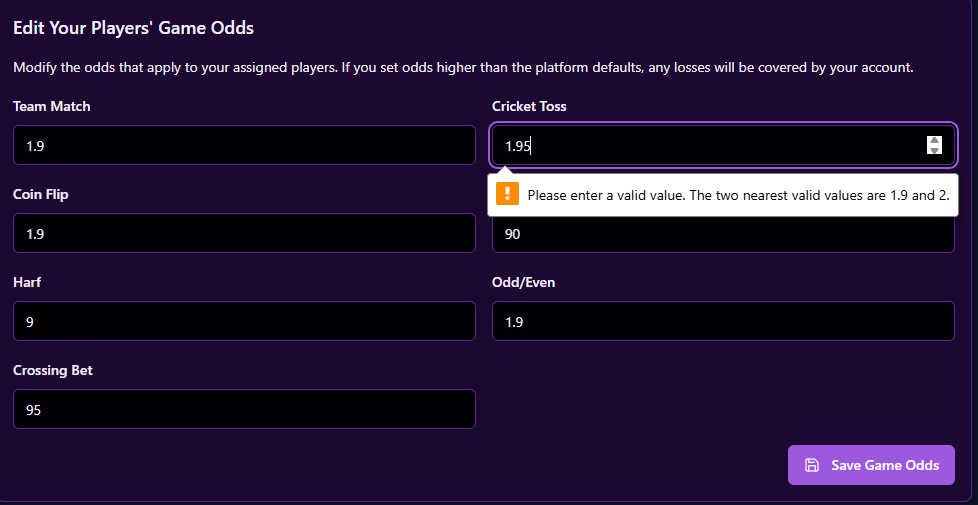 Edit Your Players' Game Odds
Modify the odds that apply to your assigned players. If you set odds higher than the platform defaults, any losses will be covered by your account.
Team Match
1.9
Cricket Toss
1.95
Please enter a valid value. The two nearest valid values are 1.9 and 2.
Coin Flip
1.9
90
Harf
9
Odd/Even
1.9
Crossing Bet
95
Save Game Odds